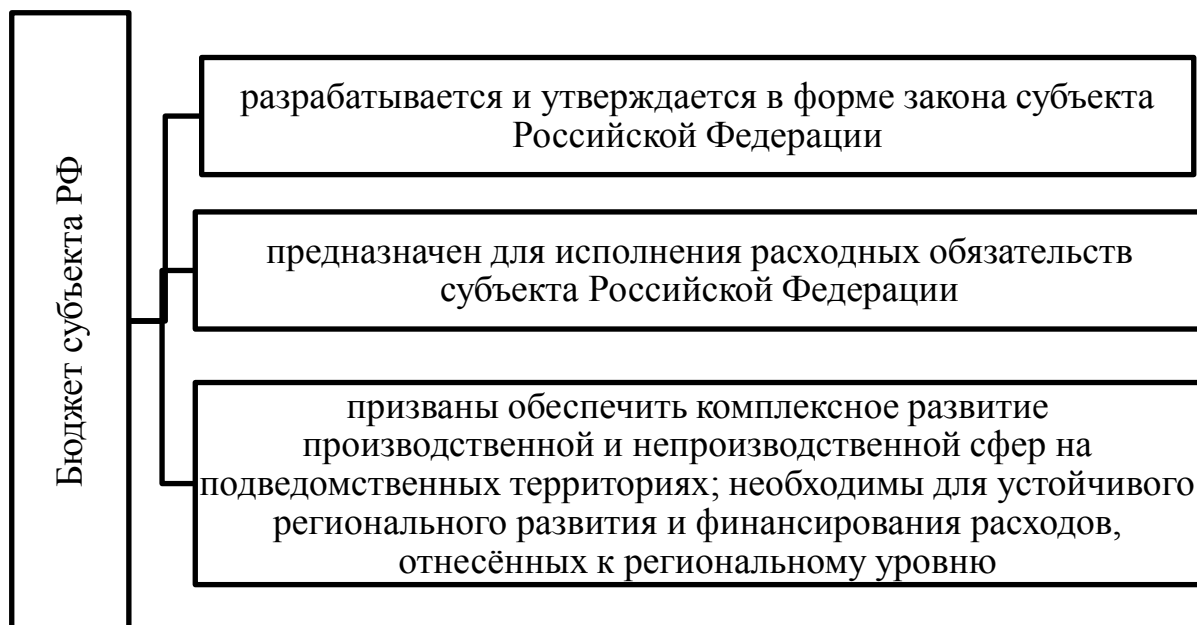 Бюджет субъекта РФ
разрабатывается и утверждается в форме закона субъекта
Российской Федерации
предназначен для исполнения расходных обязательств
субъекта Российской Федерации
призваны обеспечить комплексное развитие
производственной и непроизводственной сфер на
подведомственных территориях; необходимы для устойчивого
регионального развития и финансирования расходов,
отнесённых к региональному уровню